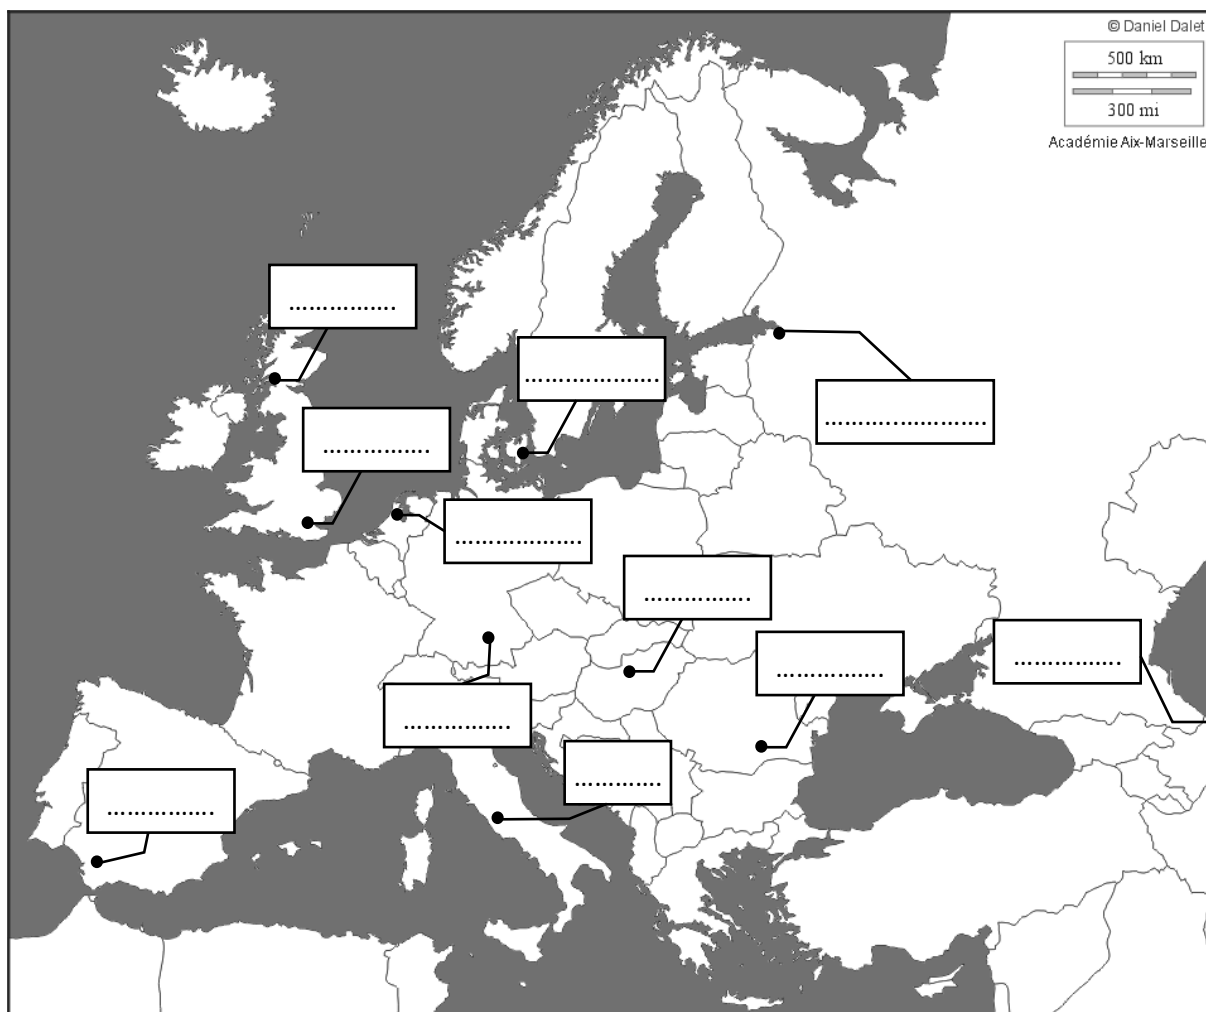 © Daniel Dalet
500 km
300 mi
Académie Aix-Marseille
................
....................
........................
................
...................
................
................
................
................
.............
................